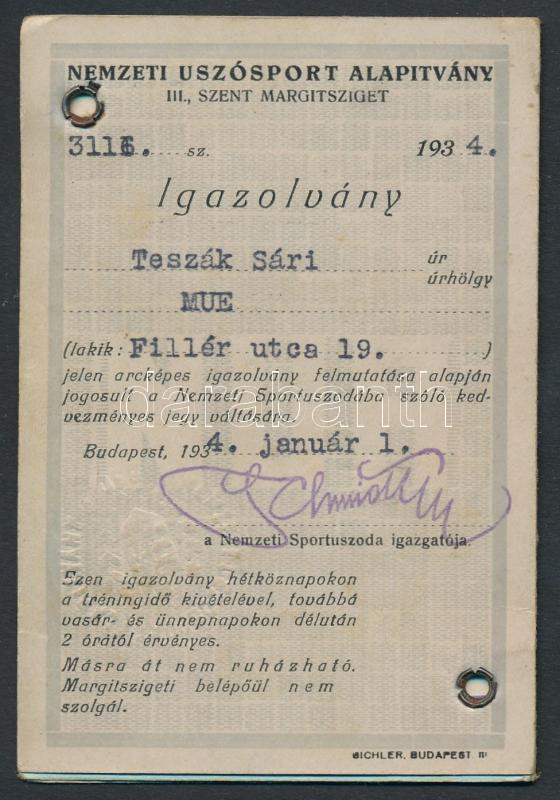 NEMZETI USZÓSPORT ALAPITVÁNY
III., SZENT MARGITSZIGET
sz. 1934.
Igazolvány
Teszák Sári úr
úrhölgy
MUE
(lakik: Fillér utca 19. )
jelen arcképes igazolvány felmutatása alapján
jogosult a Nemzeti Sportuszodába szóló ked-
vezményes jegy váltására.
darabanth
Budapest, 1934. január 1.
a Nemzeti Sportuszoda igazgatója.
Ezen igazolvány hétköznapokon
a tréningidő kivételével, továbbá
vasár- és ünnepnapokon délután
2 órától érvényes.
Másra át nem ruházható.
Margitszigeti belépőül nem
szolgál.
BICHLER, BUDAPEST. III